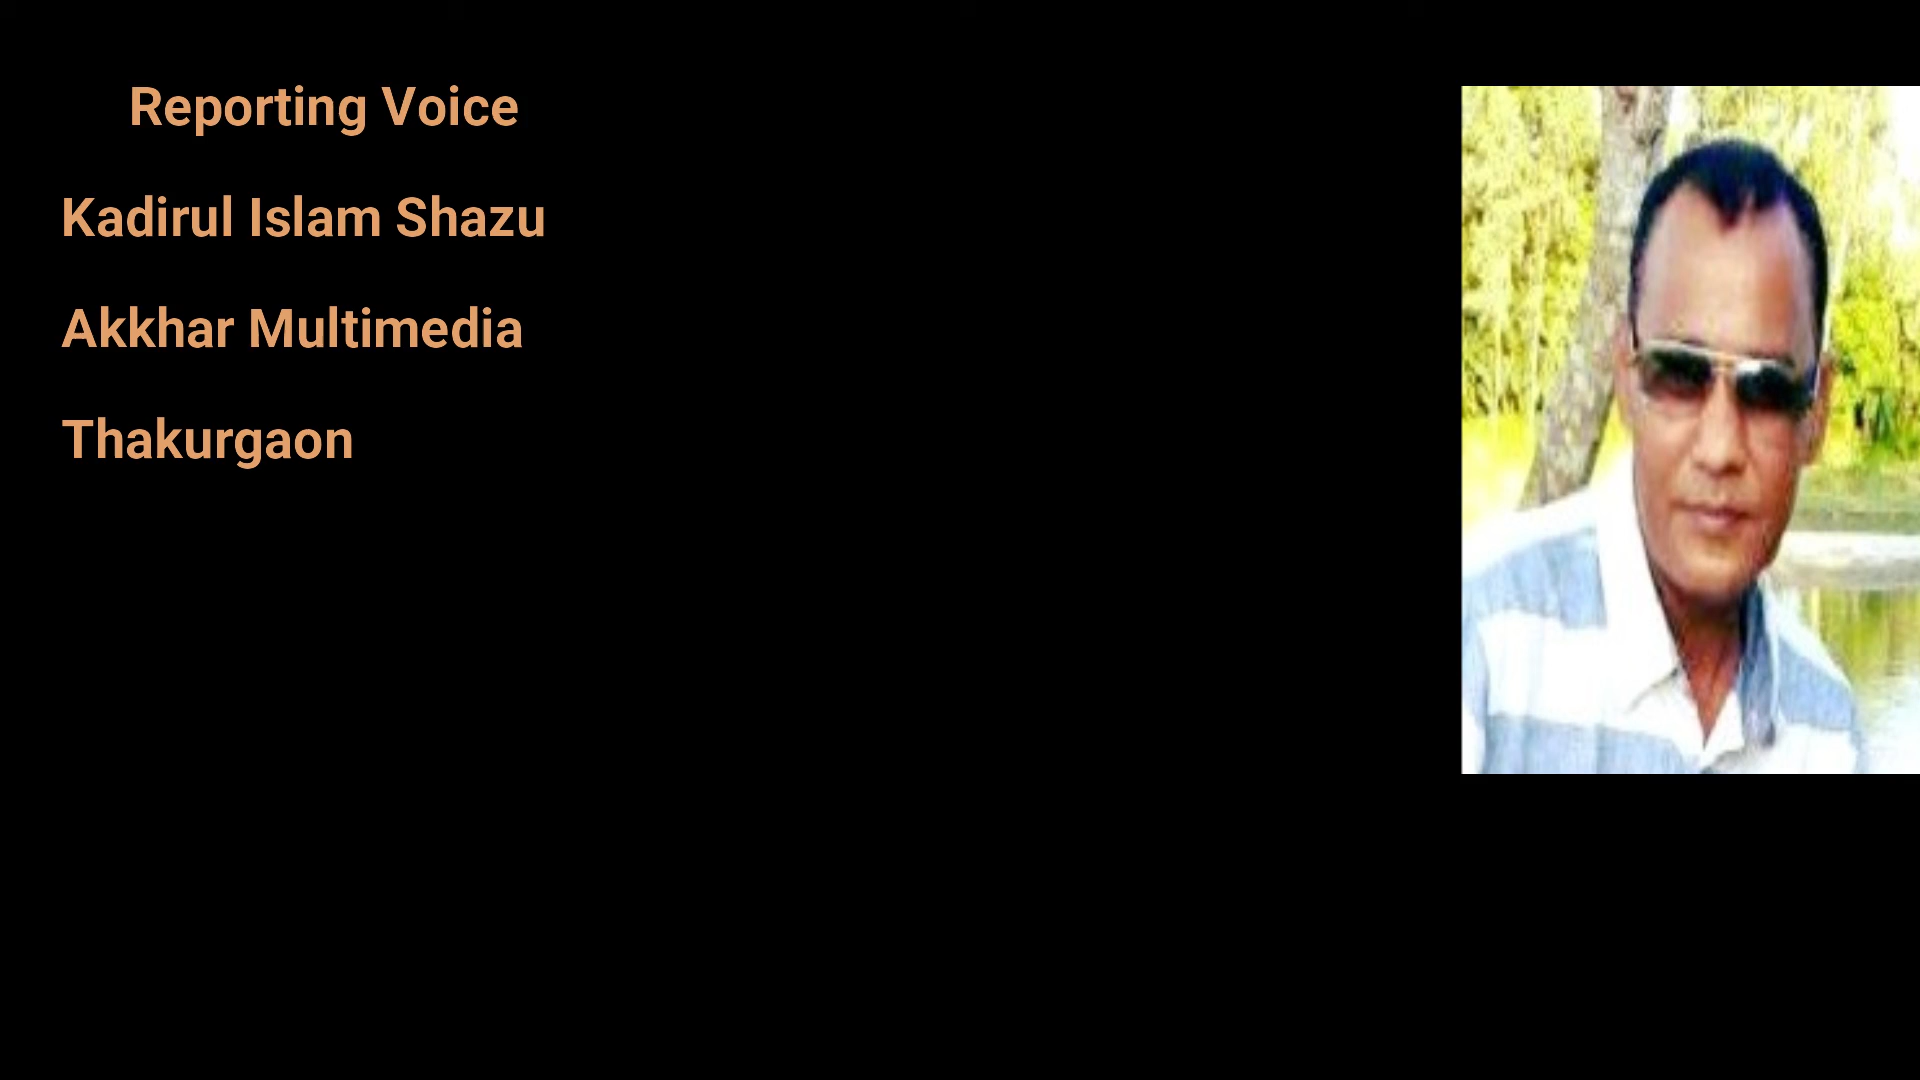 Reporting Voice
Kadirul Islam Shazu
Akkhar Multimedia
Thakurgaon